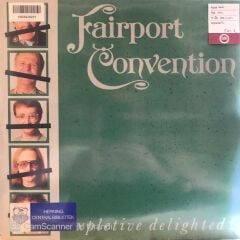 Fairport
Convention
HERNING
CENTRALBIBLIOTEK
CamScanner
xpletive delighted!